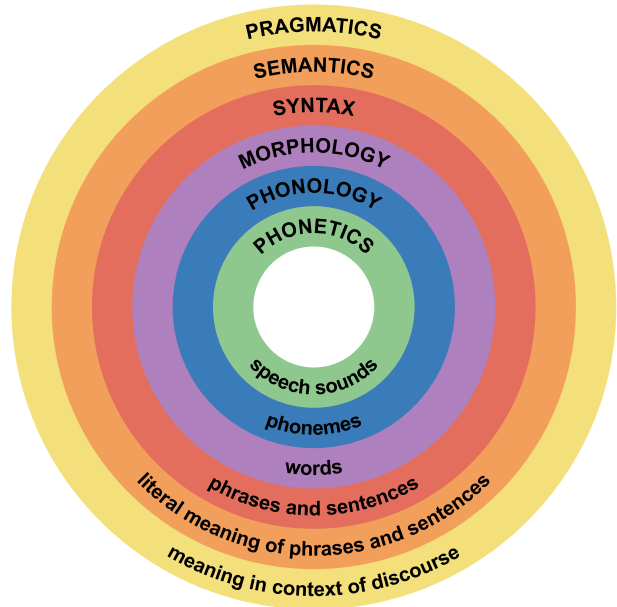 PRAGMATICS
SEMANTICS
SYNTAX
MORPHOLOGY
PHONOLOGY
PHONETICS
speech sounds
phonemes
words
phrases and sentences
literal meaning of phrases and sentences
meaning in context of discourse